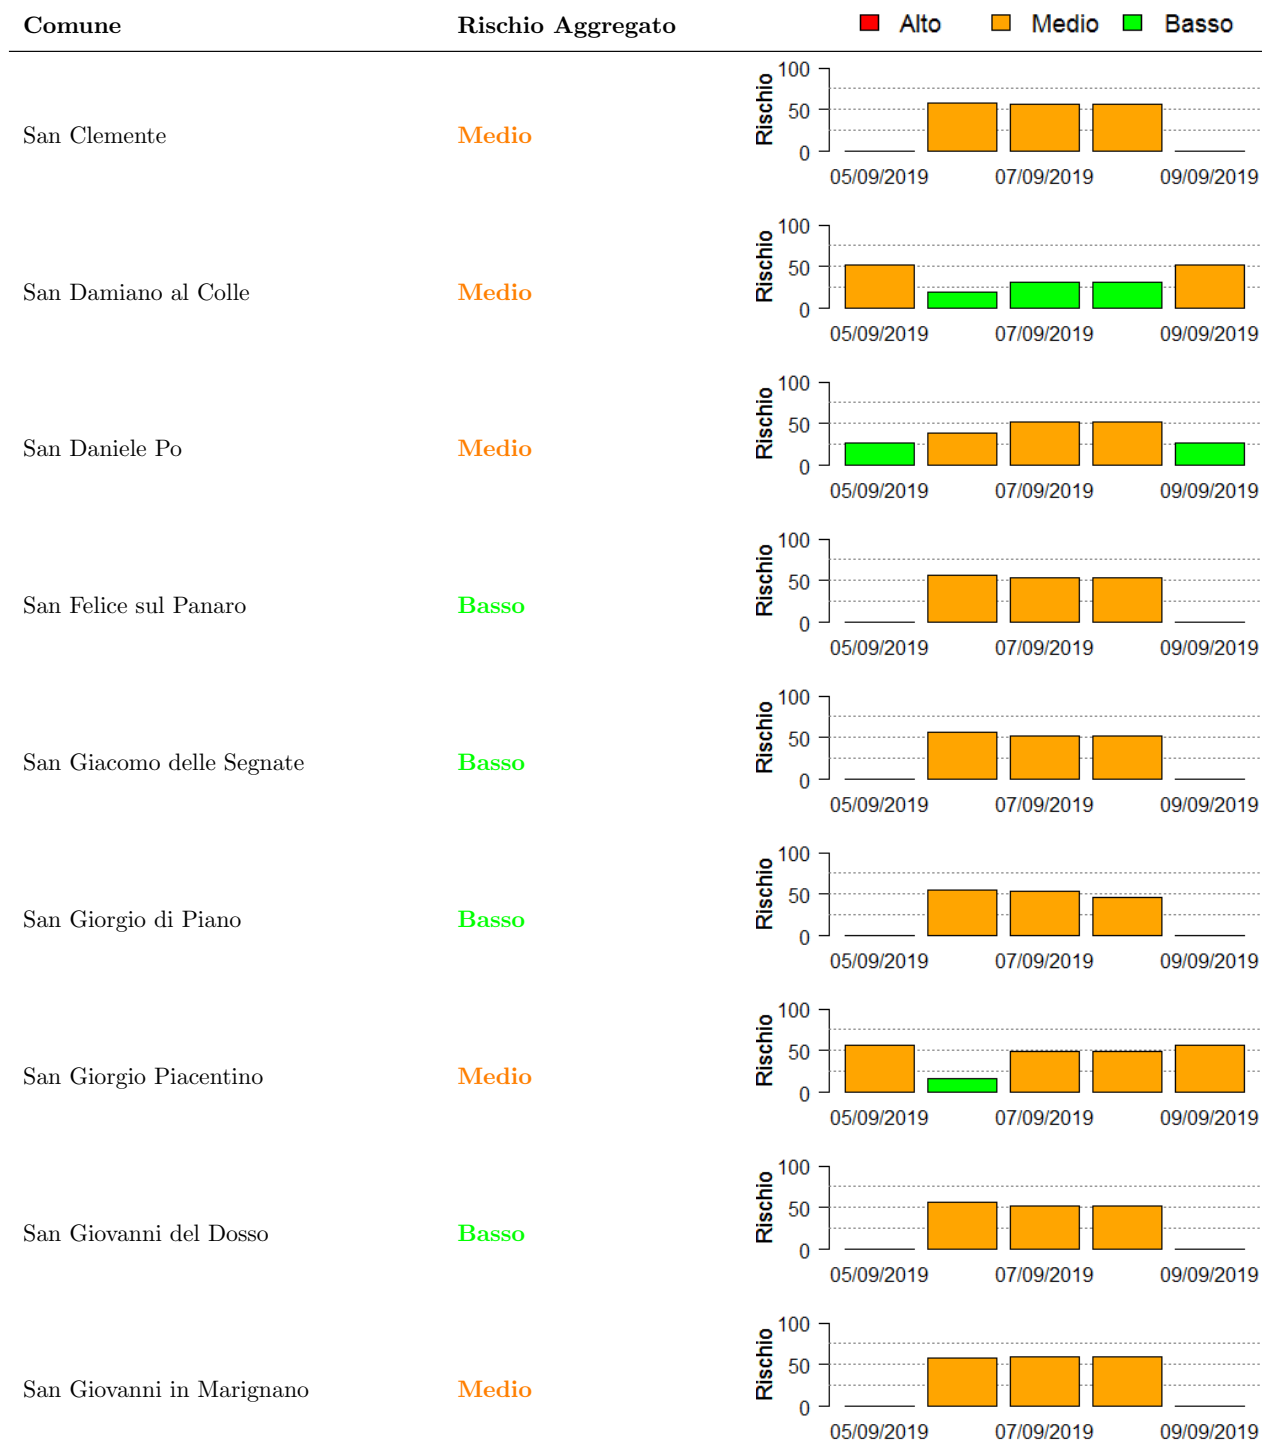 Comune Rischio Aggregato Alto Medio Basso
San Clemente Medio
Rischio
100
50
0
05/09/2019 07/09/2019 09/09/2019
San Damiano al Colle Medio
Rischio
100
50
0
05/09/2019 07/09/2019 09/09/2019
San Daniele Po Medio
Rischio
100
50
0
05/09/2019 07/09/2019 09/09/2019
San Felice sul Panaro Basso
Rischio
100
50
0
05/09/2019 07/09/2019 09/09/2019
San Giacomo delle Segnate Basso
Rischio
100
50
0
05/09/2019 07/09/2019 09/09/2019
San Giorgio di Piano Basso
Rischio
100
50
0
05/09/2019 07/09/2019 09/09/2019
San Giorgio Piacentino Medio
Rischio
100
50
0
05/09/2019 07/09/2019 09/09/2019
San Giovanni del Dosso Basso
Rischio
100
50
0
05/09/2019 07/09/2019 09/09/2019
San Giovanni in Marignano Medio
Rischio
100
50
0
05/09/2019 07/09/2019 09/09/2019